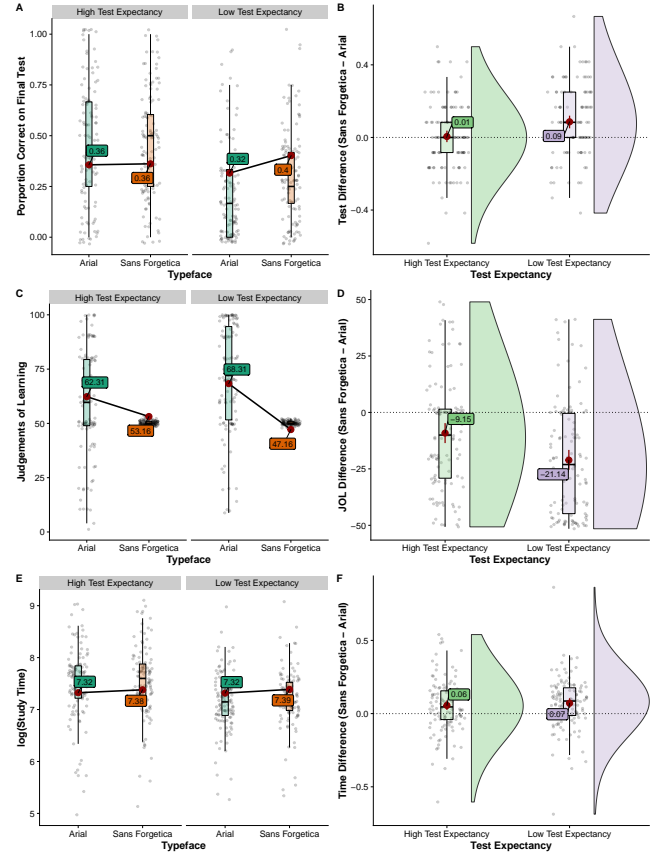 A
High Test Expectancy Low Test Expectancy
Porportion Correct on Final Test
1.00
0.75
0.50
0.25
0.00
0.36
0.36
0.32
0.4
Arial Sans Forgetica Arial Sans Forgetica
Typeface
B
Test Difference (Sans Forgetica − Arial)
0.4
0.0
−0.4
0.01
0.09
High Test Expectancy Low Test Expectancy
Test Expectancy
C
High Test Expectancy Low Test Expectancy
Judgements of Learning
100
75
50
25
0
62.31
53.16
68.31
47.16
Arial Sans Forgetica Arial Sans Forgetica
Typeface
D
JOL Difference (Sans Forgetica − Arial)
50
25
0
−25
−50
−9.15
−21.14
High Test Expectancy Low Test Expectancy
Test Expectancy
E
High Test Expectancy Low Test Expectancy
log(Study Time)
9
8
7
6
5
7.32
7.38
7.32
7.39
Arial Sans Forgetica Arial Sans Forgetica
Typeface
F
Time Difference (Sans Forgetica − Arial)
0.5
0.0
−0.5
0.06
0.07
High Test Expectancy Low Test Expectancy
Test Expectancy